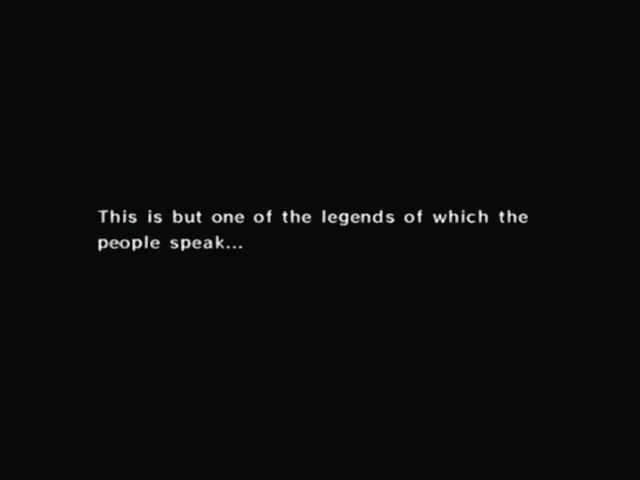 This is but one of the legends of which the
people speak...